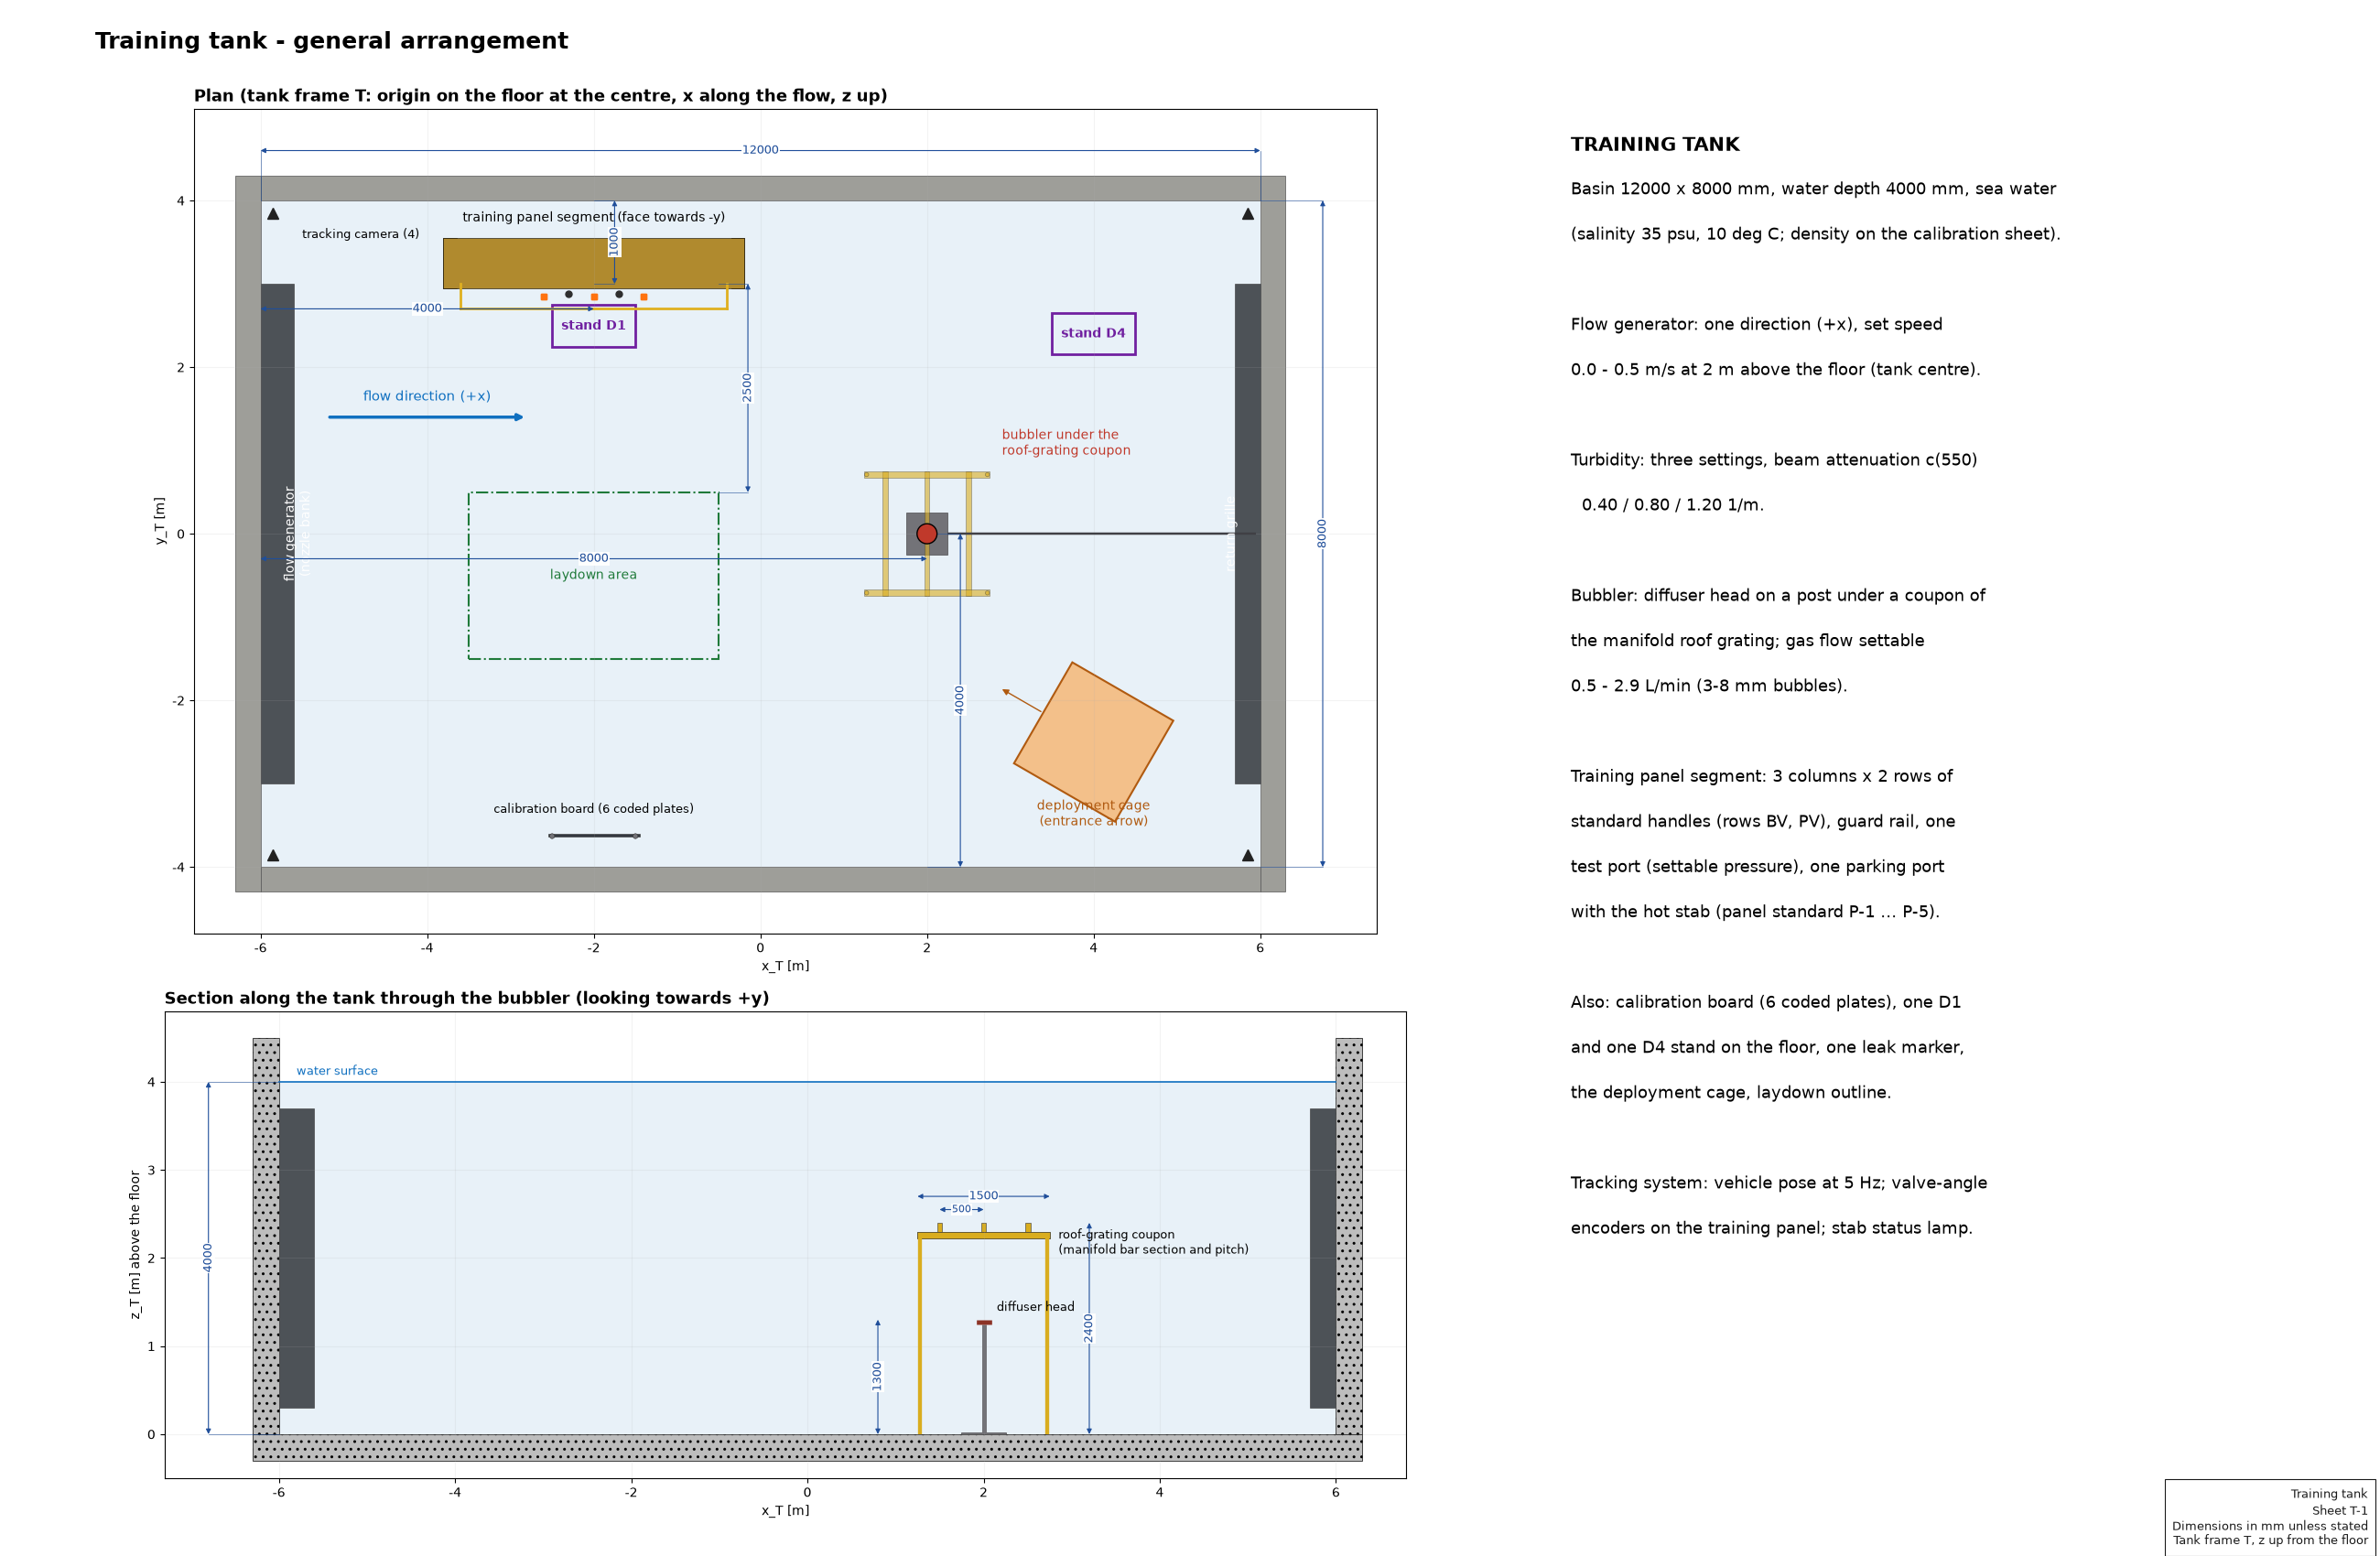 Training tank - general arrangement
Plan (tank frame T: origin on the floor at the centre, x along the flow, z up)
12000
training panel segment (face towards -y)
tracking camera (4)
1000
4000
stand D1
stand D4
2500
flow direction (+x)
bubbler under the
roof-grating coupon
flow generator
(nozzle bank)
return grille
8000
8000
laydown area
4000
calibration board (6 coded plates)
deployment cage
(entrance arrow)
4
2
0
-2
-4
y_T [m]
-6
-4
-2
0
2
4
6
x_T [m]
Section along the tank through the bubbler (looking towards +y)
water surface
1500
500
roof-grating coupon
(manifold bar section and pitch)
diffuser head
4000
1300
2400
4
3
2
1
0
z_T [m] above the floor
-6
-4
-2
0
2
4
6
x_T [m]
TRAINING TANK
Basin 12000 x 8000 mm, water depth 4000 mm, sea water
(salinity 35 psu, 10 deg C; density on the calibration sheet).
Flow generator: one direction (+x), set speed
0.0 - 0.5 m/s at 2 m above the floor (tank centre).
Turbidity: three settings, beam attenuation c(550)
0.40 / 0.80 / 1.20 1/m.
Bubbler: diffuser head on a post under a coupon of
the manifold roof grating; gas flow settable
0.5 - 2.9 L/min (3-8 mm bubbles).
Training panel segment: 3 columns x 2 rows of
standard handles (rows BV, PV), guard rail, one
test port (settable pressure), one parking port
with the hot stab (panel standard P-1 ... P-5).
Also: calibration board (6 coded plates), one D1
and one D4 stand on the floor, one leak marker,
the deployment cage, laydown outline.
Tracking system: vehicle pose at 5 Hz; valve-angle
encoders on the training panel; stab status lamp.
Training tank
Sheet T-1
Dimensions in mm unless stated
Tank frame T, z up from the floor